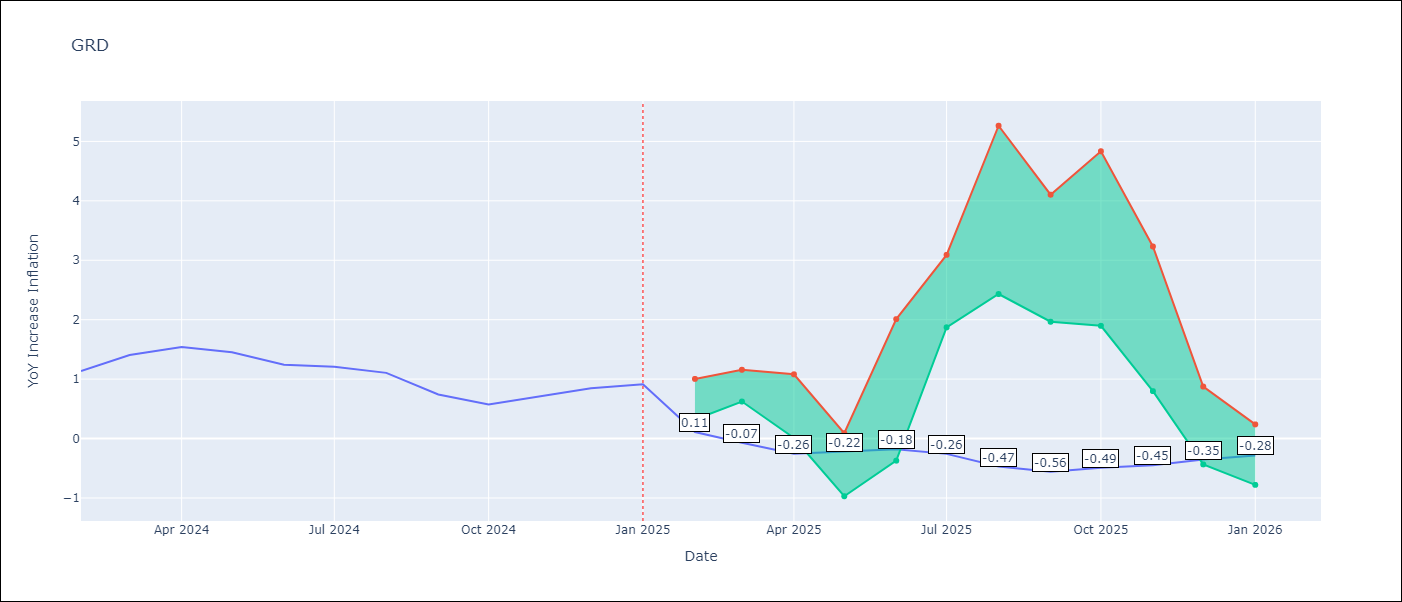 GRD
YoY Increase Inflation
5
4
3
2
1
0
−1
0.11
-0.07
-0.26
-0.22
-0.18
-0.26
-0.47
-0.56
-0.49
-0.45
-0.35
-0.28
Apr 2024
Jul 2024
Oct 2024
Jan 2025
Apr 2025
Jul 2025
Oct 2025
Jan 2026
Date